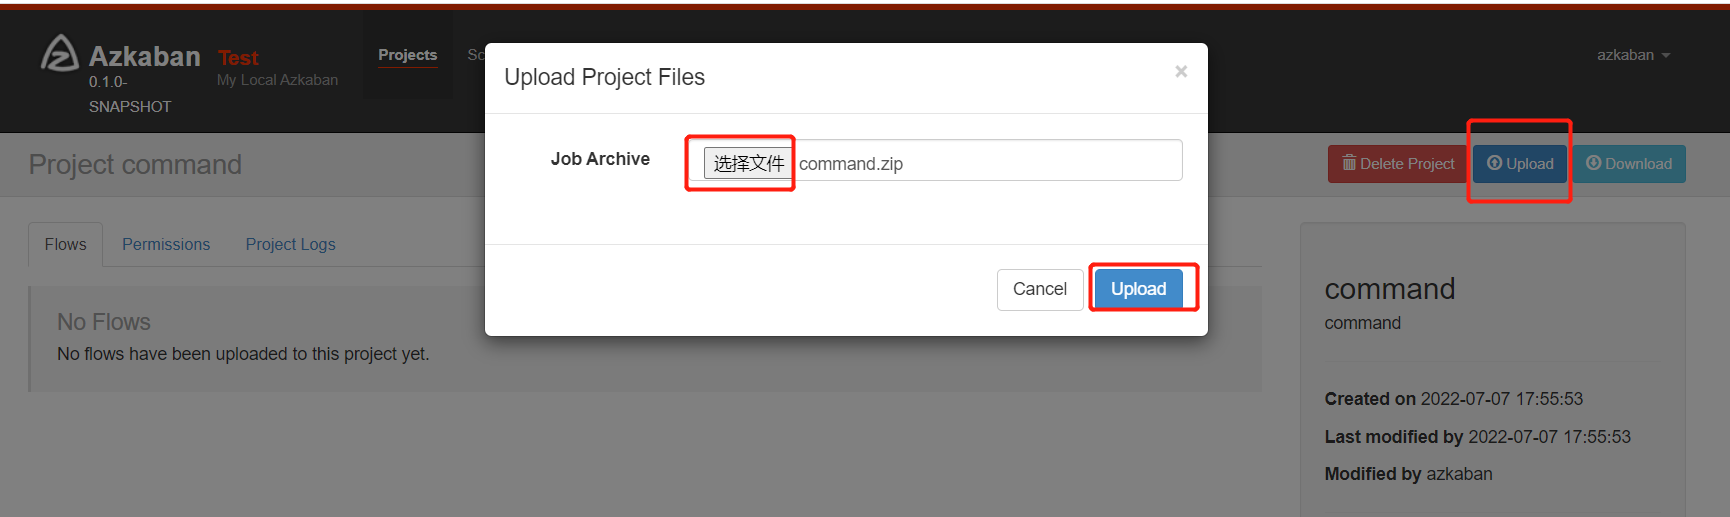 Azkaban
0.1.0-
SNAPSHOT
Test
My Local Azkaban
Projects
Sc
azkaban
Upload Project Files
×
Job Archive
选择文件 command.zip
Cancel
Upload
Project command
Delete Project
Upload
Download
Flows
Permissions
Project Logs
No Flows
No flows have been uploaded to this project yet.
command
command
Created on 2022-07-07 17:55:53
Last modified by 2022-07-07 17:55:53
Modified by azkaban